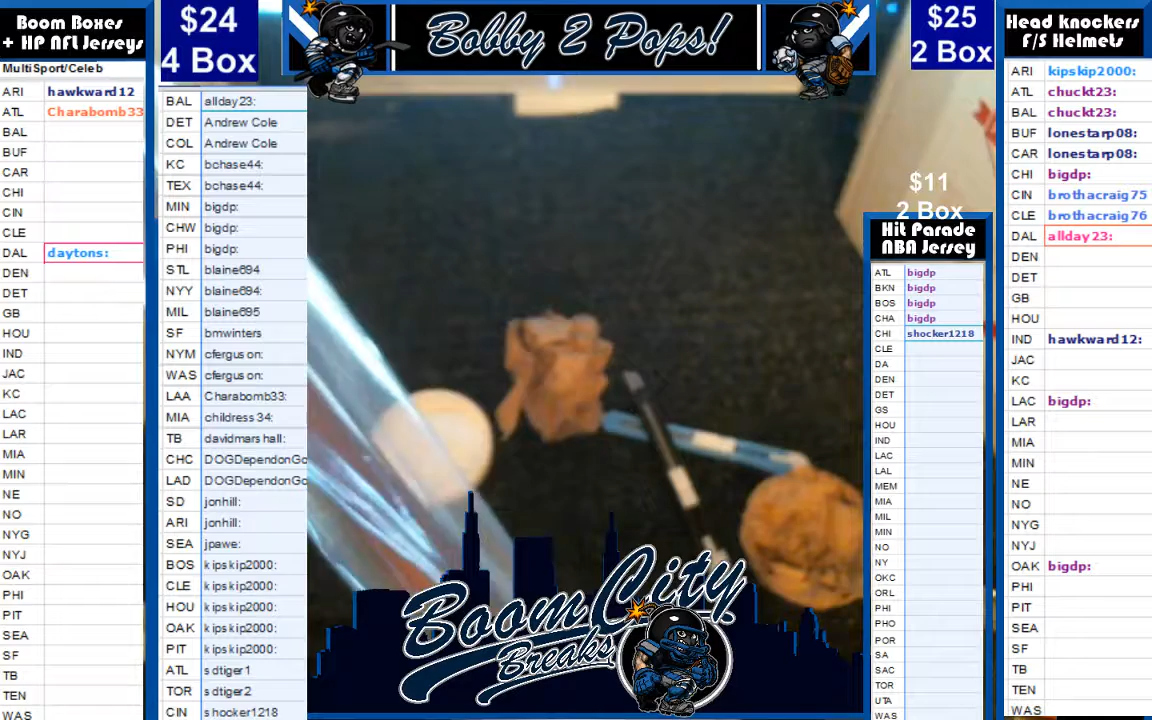 Boom Boxes
+ HP NFL Jerseys
MultiSport/Celeb
ARI hawkward12
ATL Charabomb33
BAL
BUF
CAR
CHI
CIN
CLE
DAL daytons:
DEN
DET
GB
HOU
IND
JAC
KC
LAC
LAR
MIA
MIN
NE
NO
NYG
NYJ
OAK
PHI
PIT
SEA
SF
TB
TEN
WAS
$24
4 Box
BAL allday23:
DET Andrew Cole
COL Andrew Cole
KC bchase44:
TEX bchase44:
MIN bigdp:
CHW bigdp:
PHI bigdp:
STL blaine694
NYY blaine694:
MIL blaine695
SF bmwinters
NYM cferguson:
WAS cferguson:
LAA Charabomb33:
MIA childress34:
TB davidmarshall:
CHC DOGDependonGo
LAD DOGDependonGo
SD jonhill:
ARI jonhill:
SEA jpawe:
BOS kipskip2000:
CLE kipskip2000:
HOU kipskip2000:
OAK kipskip2000:
PIT kipskip2000:
ATL sdtiger1
TOR sdtiger2
CIN shocker1218
Bobby 2 Pops!
Boom City
Breaks
$25
2 Box
$11
2 Box
Hit Parade
NBA Jersey
ATL bigdp
BKN bigdp
BOS bigdp
CHA bigdp
CHI shocker1218
CLE
DA
DEN
DET
GS
HOU
IND
LAC
LAL
MEM
MIA
MIL
MIN
NO
NY
OKC
ORL
PHI
PHO
POR
SA
SAC
TOR
UTA
WAS
Head knockers
F/S Helmets
ARI kipskip2000:
ATL chuckt23:
BAL chuckt23:
BUF lonestarp08:
CAR lonestarp08:
CHI bigdp:
CIN brothacraig75
CLE brothacraig76
DAL allday23:
DEN
DET
GB
HOU
IND hawkward12:
JAC
KC
LAC bigdp:
LAR
MIA
MIN
NE
NO
NYG
NYJ
OAK bigdp:
PHI
PIT
SEA
SF
TB
TEN
WAS